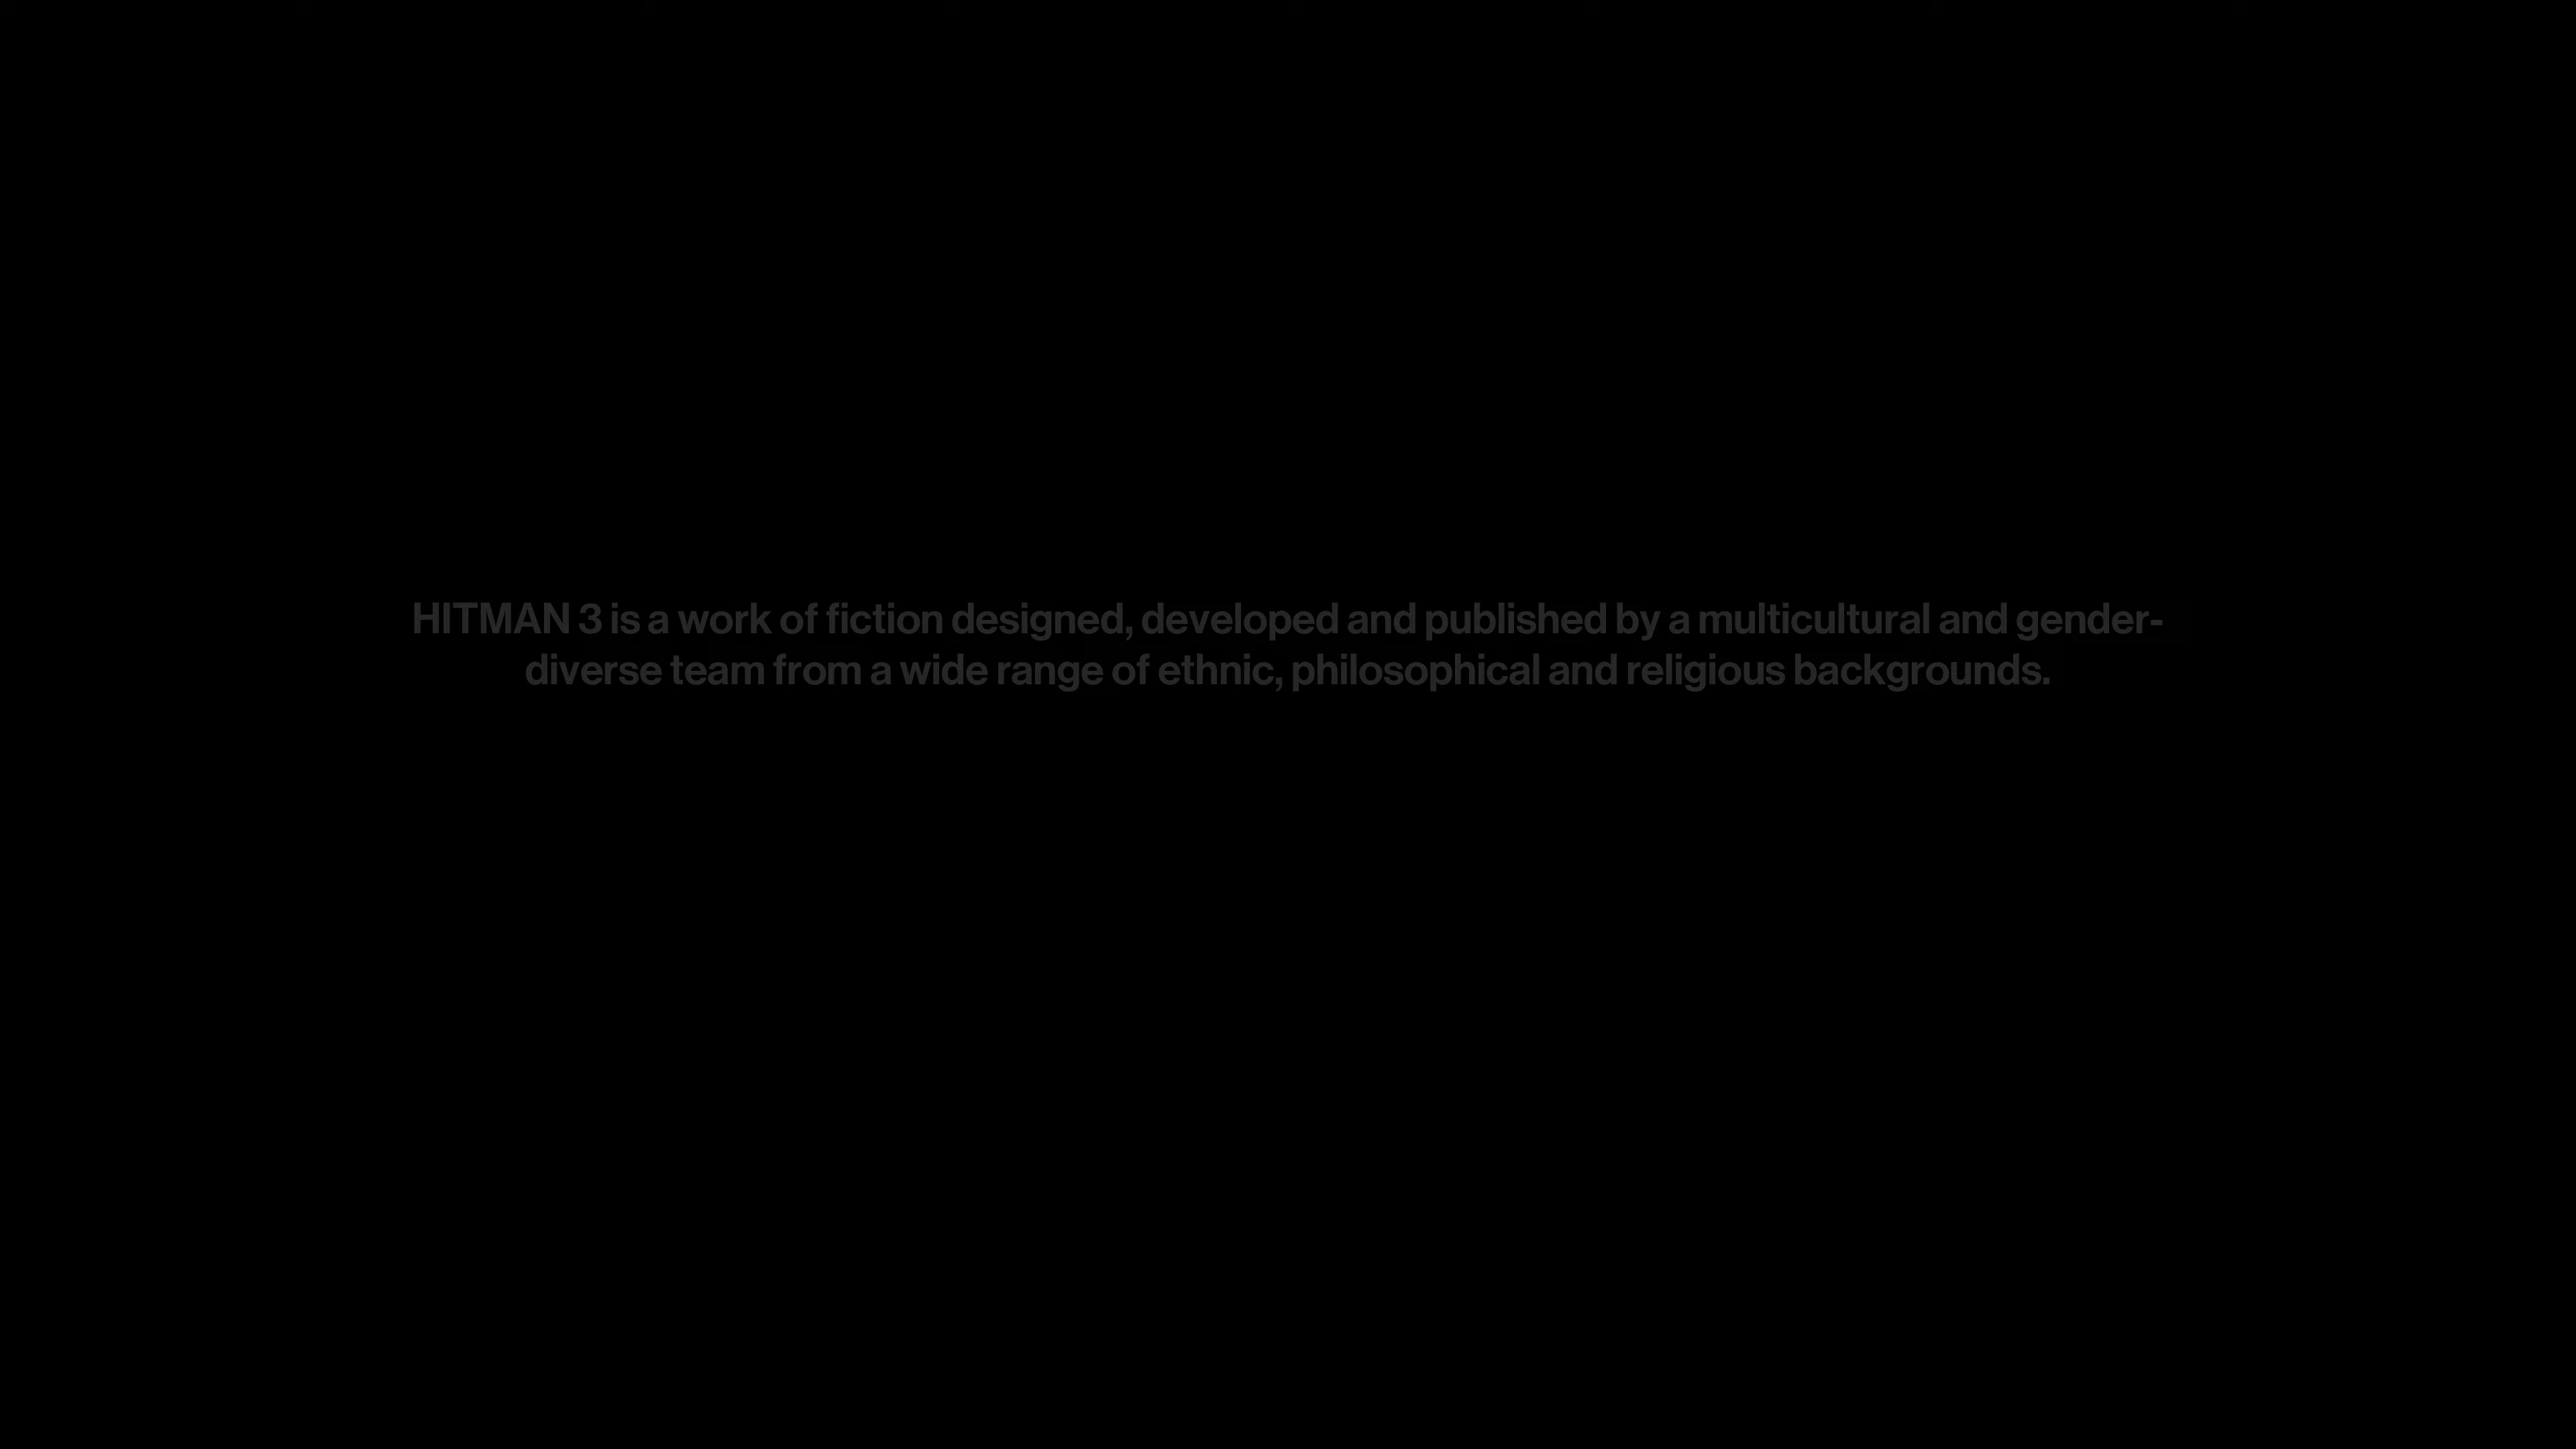 HITMAN 3 is a work of fiction designed, developed and published by a multicultural and gender-
diverse team from a wide range of ethnic, philosophical and religious backgrounds.